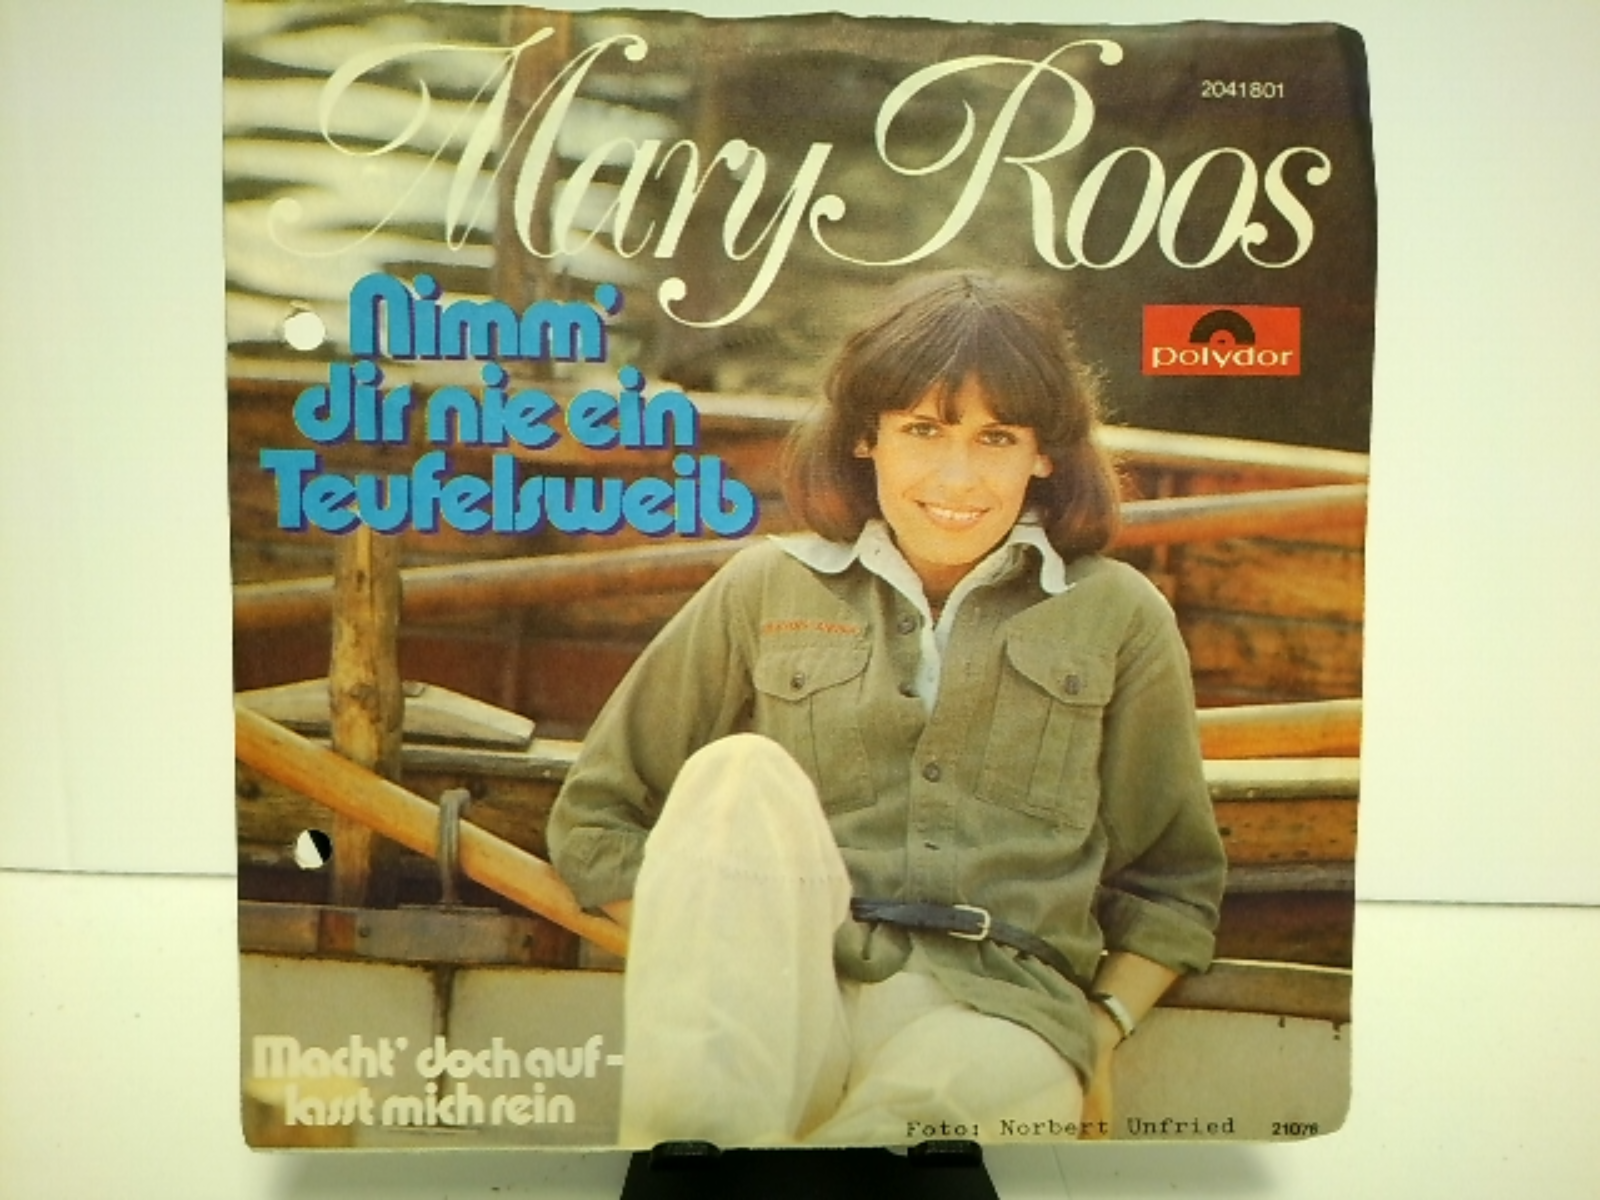 Mary Roos
2041801
Nimm'
dir nie ein
Teufelsweib
polydor
Macht' doch auf-
lasst mich rein
Foto: Norbert Unfried
21076